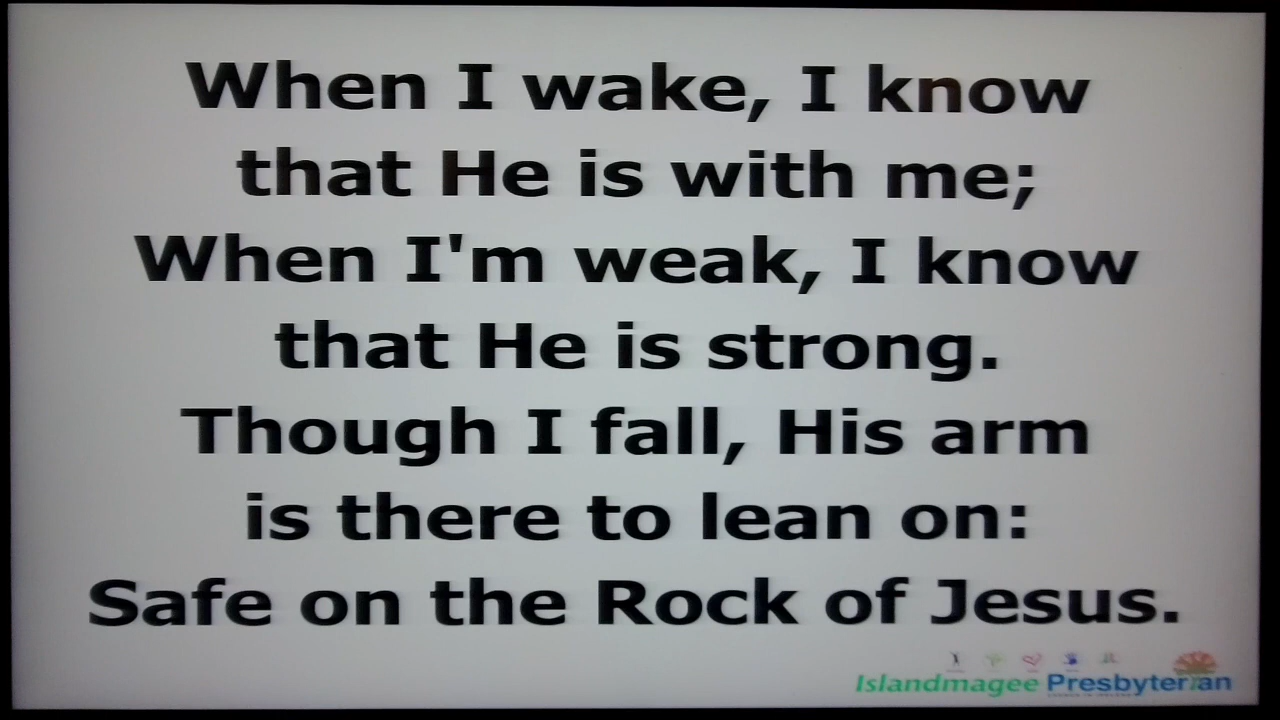 When I wake, I know
that He is with me;
When I'm weak, I know
that He is strong.
Though I fall, His arm
is there to lean on:
Safe on the Rock of Jesus.
Islandmagee Presbyterian